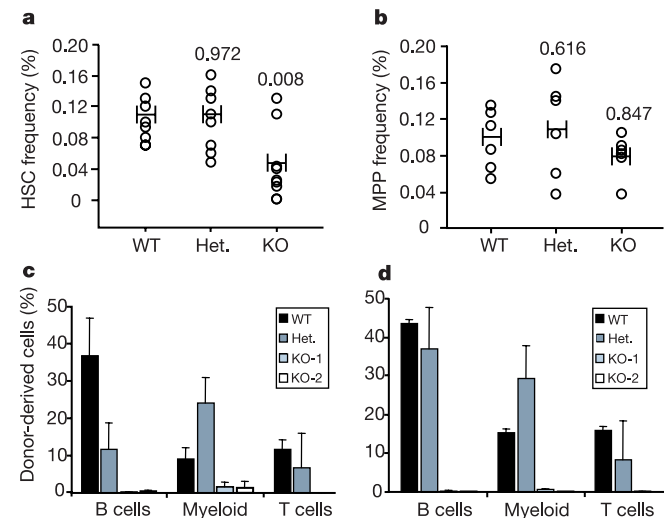 a
HSC frequency (%)
0.20
0.16
0.12
0.08
0.04
0
0.972
0.008
WT Het. KO
b
MPP frequency (%)
0.20
0.16
0.12
0.08
0.04
0
0.616
0.847
WT Het. KO
c
Donor-derived cells (%)
50
40
30
20
10
0
WT
Het.
KO-1
KO-2
B cells Myeloid T cells
d
50
40
30
20
10
0
WT
Het.
KO-1
KO-2
B cells Myeloid T cells